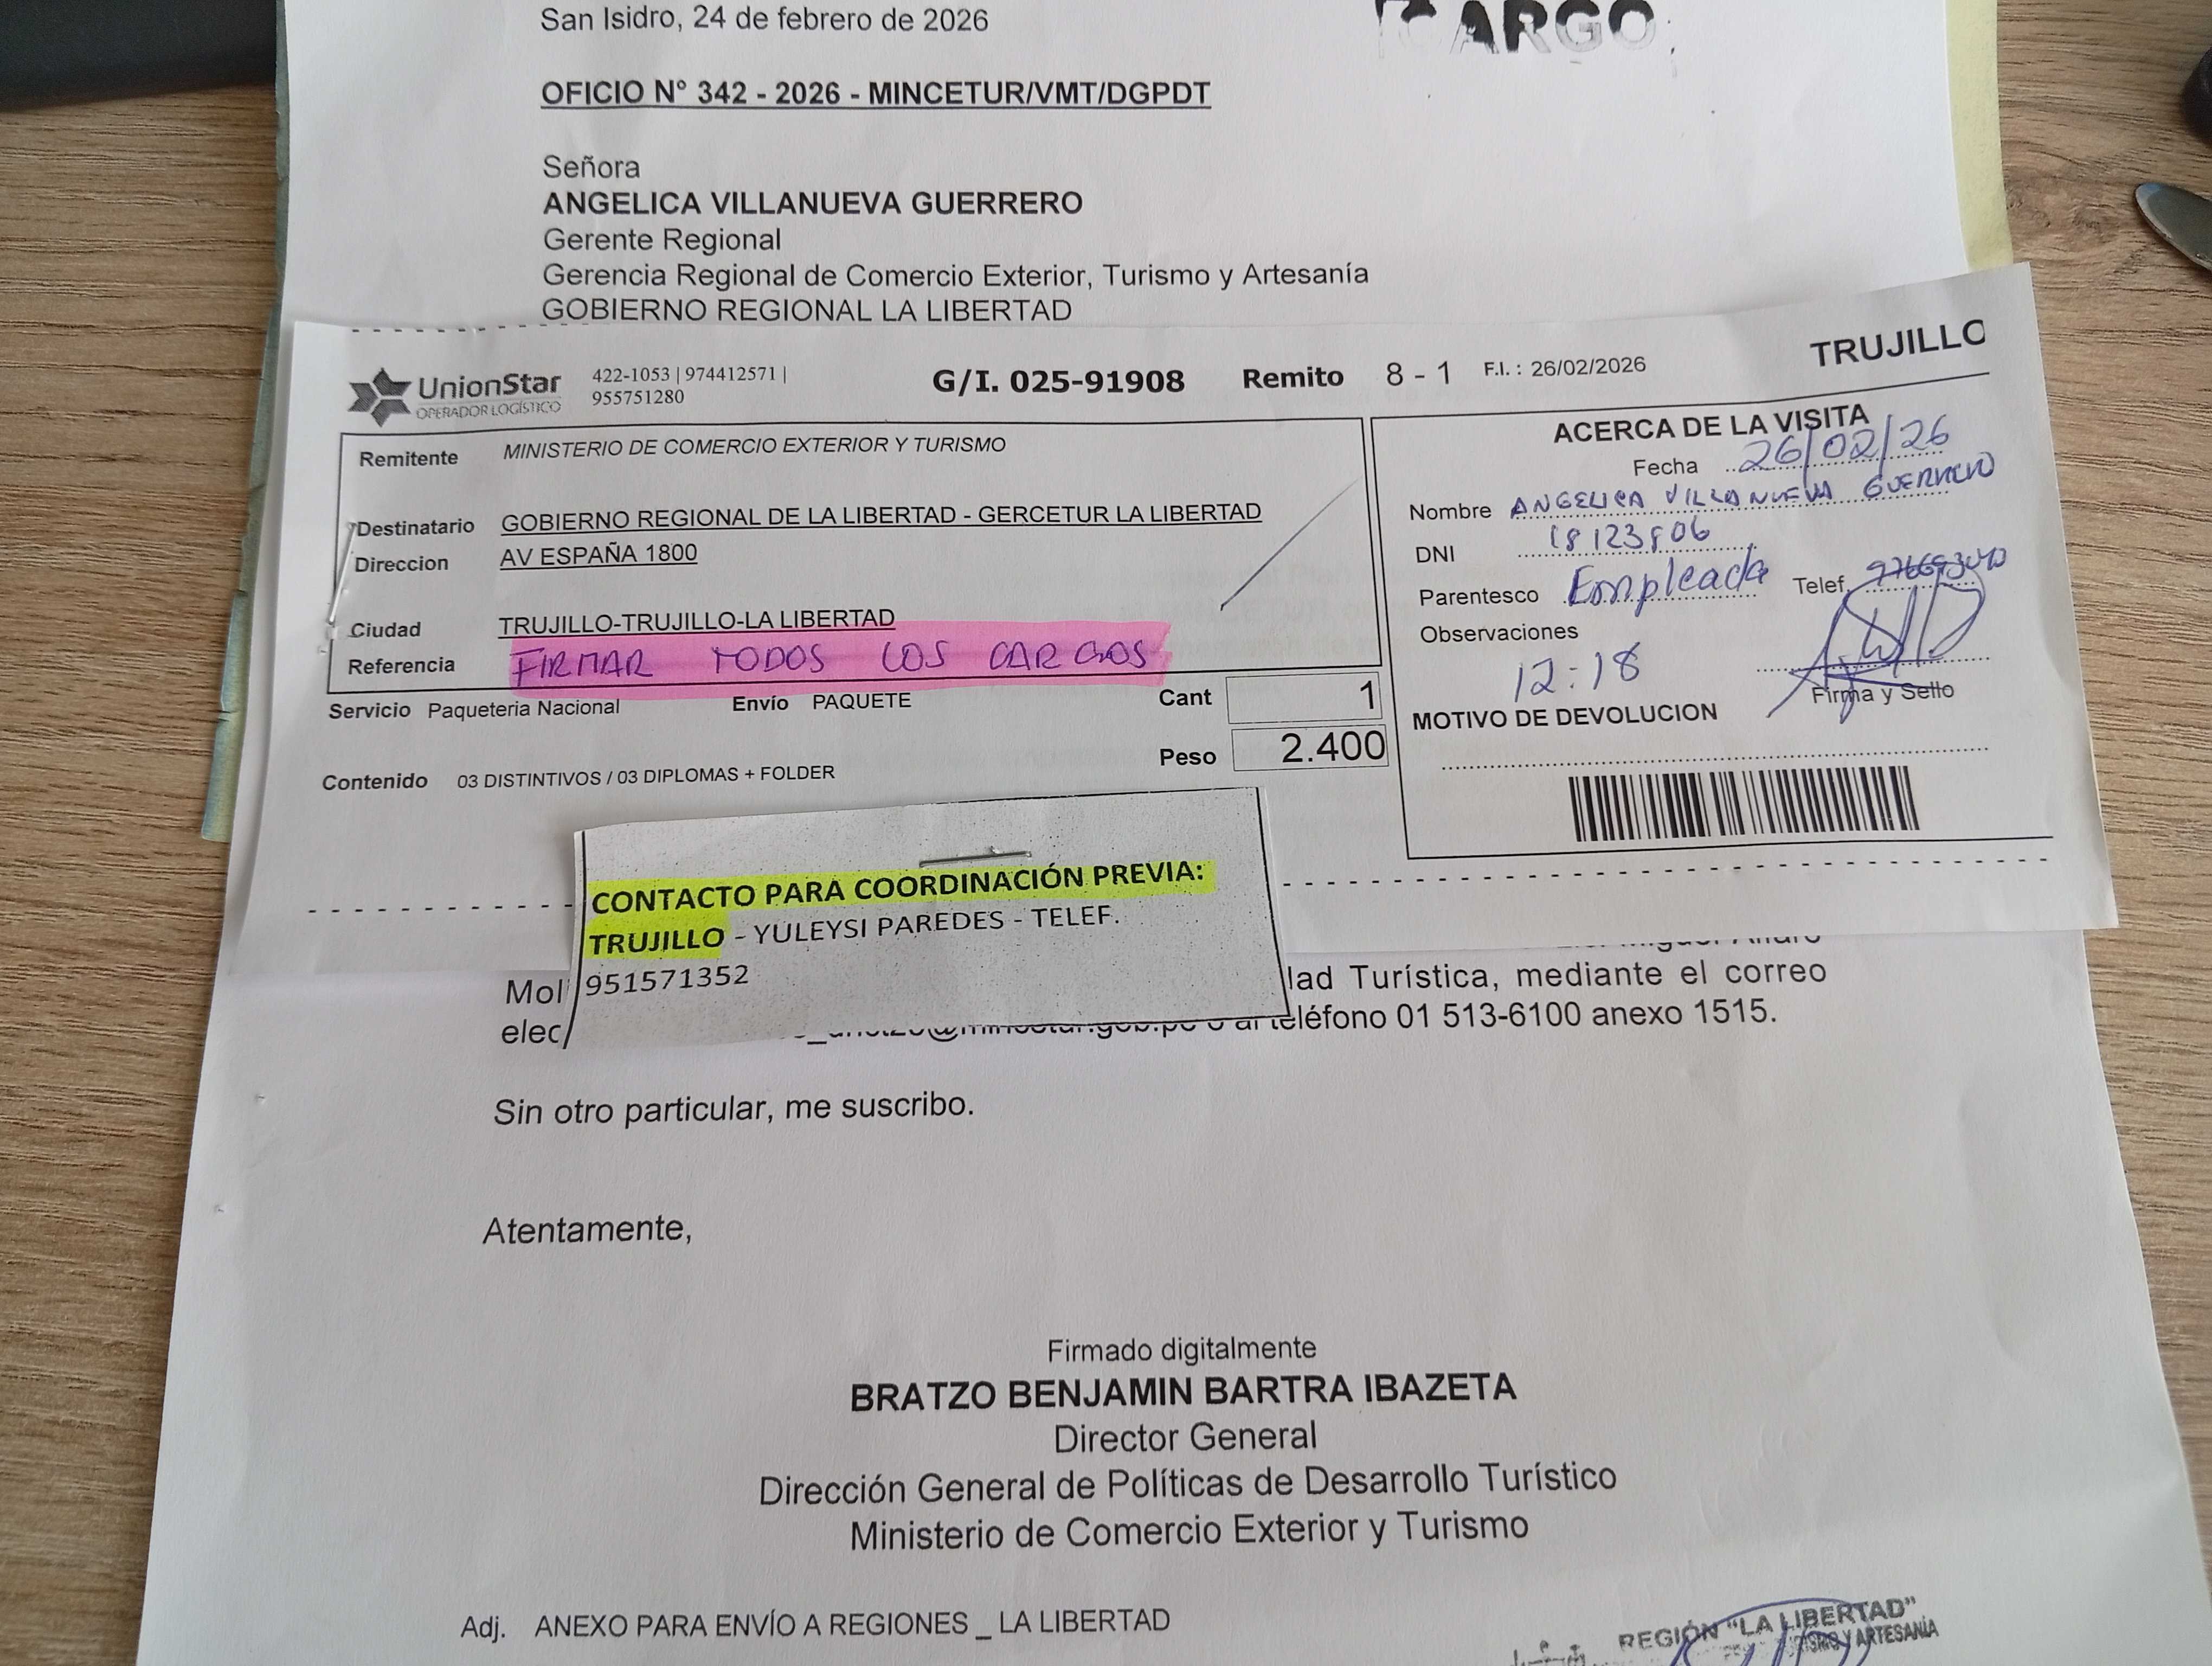 San Isidro, 24 de febrero de 2026
CARGO
OFICIO N° 342 - 2026 - MINCETUR/VMT/DGPDT
Señora
ANGELICA VILLANUEVA GUERRERO
Gerente Regional
Gerencia Regional de Comercio Exterior, Turismo y Artesanía
GOBIERNO REGIONAL LA LIBERTAD
UnionStar
OPERADOR LOGÍSTICO
422-1053 | 974412571 |
955751280
G/I. 025-91908 Remito 8 - 1 F.I. : 26/02/2026
TRUJILLO
Remitente MINISTERIO DE COMERCIO EXTERIOR Y TURISMO
Destinatario GOBIERNO REGIONAL DE LA LIBERTAD - GERCETUR LA LIBERTAD
Direccion AV ESPAÑA 1800
Ciudad TRUJILLO-TRUJILLO-LA LIBERTAD
Referencia FIRMAR TODOS LOS CARGOS
Servicio Paqueteria Nacional Envío PAQUETE Cant 1
Peso 2.400
Contenido 03 DISTINTIVOS / 03 DIPLOMAS + FOLDER
ACERCA DE LA VISITA
Fecha 26/02/26
Nombre ANGELICA VILLANUEVA GUERRERO
DNI
Parentesco Empleada Telef.
Observaciones
12:18
Firma y Sello
MOTIVO DE DEVOLUCION
CONTACTO PARA COORDINACIÓN PREVIA:
TRUJILLO - YULEYSI PAREDES - TELEF.
951571352
Mol lad Turística, mediante el correo
elec teléfono 01 513-6100 anexo 1515.
Sin otro particular, me suscribo.
Atentamente,
Firmado digitalmente
BRATZO BENJAMIN BARTRA IBAZETA
Director General
Dirección General de Políticas de Desarrollo Turístico
Ministerio de Comercio Exterior y Turismo
Adj. ANEXO PARA ENVÍO A REGIONES _ LA LIBERTAD
REGIÓN "LA LIBERTAD"
Y ARTESANÍA